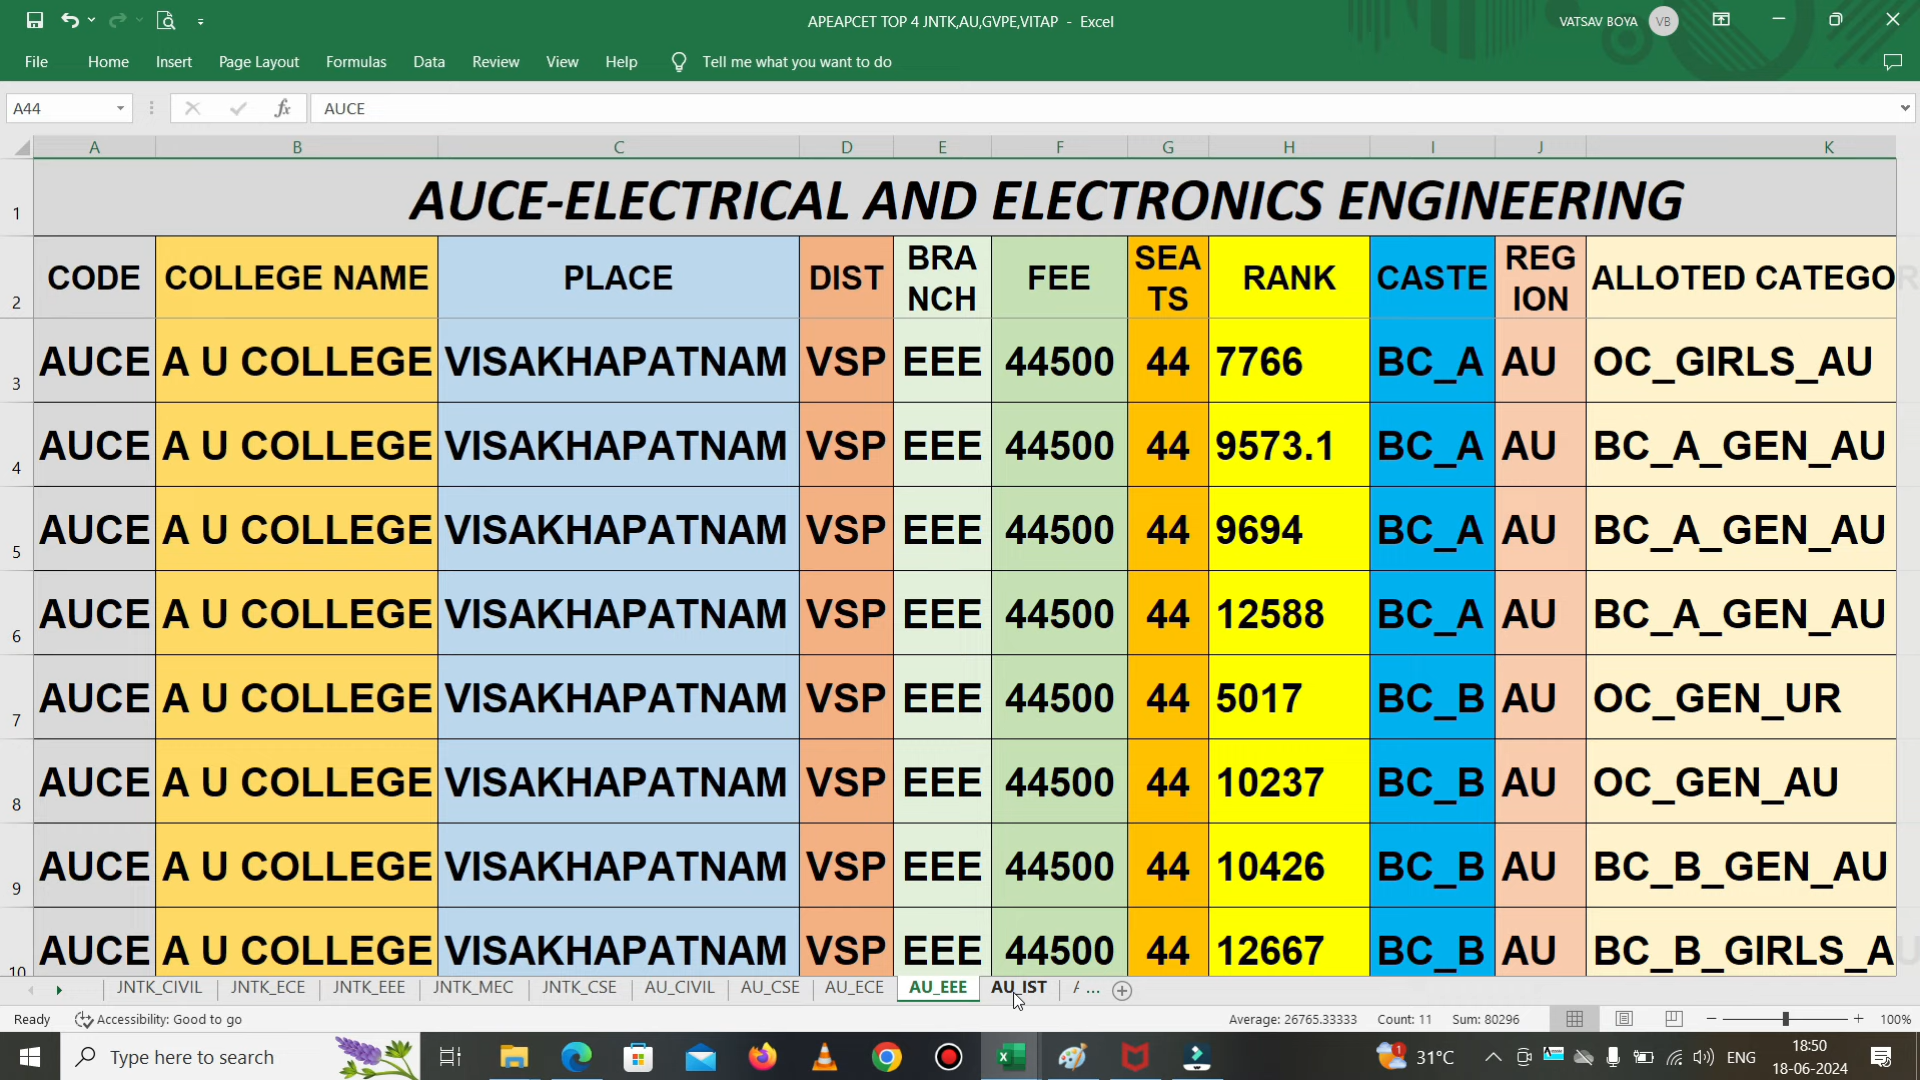 APEAPCET TOP 4 JNTK,AU,GVPE,VITAP - Excel
VATSAV BOYA VB
File Home Insert Page Layout Formulas Data Review View Help Tell me what you want to do
A44 fx AUCE
A B C D E F G H I J K
1 AUCE-ELECTRICAL AND ELECTRONICS ENGINEERING
2 CODE COLLEGE NAME PLACE DIST BRA NCH FEE SEA TS RANK CASTE REG ION ALLOTED CATEGOR
3 AUCE A U COLLEGE VISAKHAPATNAM VSP EEE 44500 44 7766 BC_A AU OC_GIRLS_AU
4 AUCE A U COLLEGE VISAKHAPATNAM VSP EEE 44500 44 9573.1 BC_A AU BC_A_GEN_AU
5 AUCE A U COLLEGE VISAKHAPATNAM VSP EEE 44500 44 9694 BC_A AU BC_A_GEN_AU
6 AUCE A U COLLEGE VISAKHAPATNAM VSP EEE 44500 44 12588 BC_A AU BC_A_GEN_AU
7 AUCE A U COLLEGE VISAKHAPATNAM VSP EEE 44500 44 5017 BC_B AU OC_GEN_UR
8 AUCE A U COLLEGE VISAKHAPATNAM VSP EEE 44500 44 10237 BC_B AU OC_GEN_AU
9 AUCE A U COLLEGE VISAKHAPATNAM VSP EEE 44500 44 10426 BC_B AU BC_B_GEN_AU
10 AUCE A U COLLEGE VISAKHAPATNAM VSP EEE 44500 44 12667 BC_B AU BC_B_GIRLS_AU
JNTK_CIVIL JNTK_ECE JNTK_EEE JNTK_MEC JNTK_CSE AU_CIVIL AU_CSE AU_ECE AU_EEE AU_IST ...
Ready Accessibility: Good to go Average: 26765.33333 Count: 11 Sum: 80296 100%
Type here to search 1 31°C ENG 18:50
18-06-2024